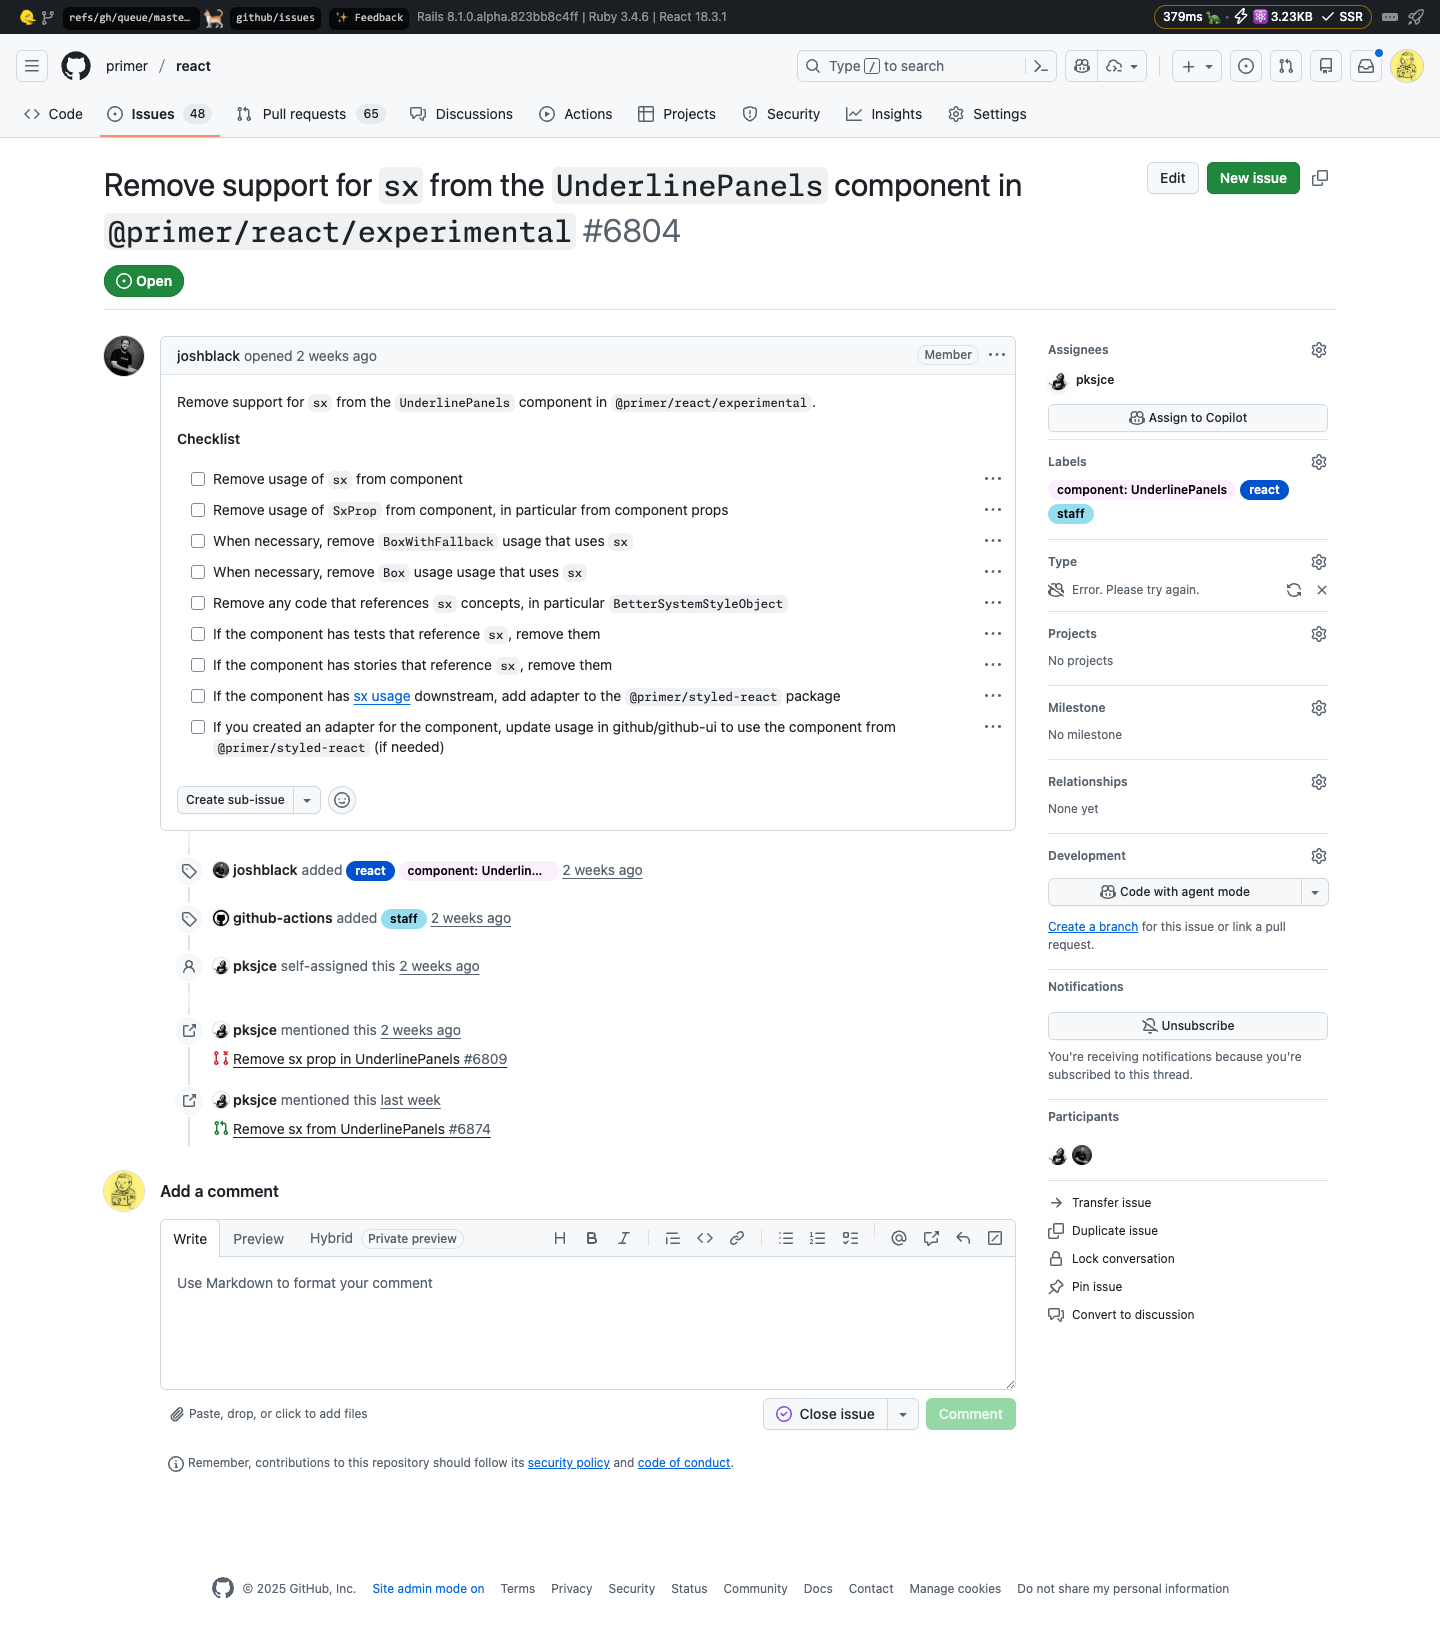 refs/gh/queue/maste… github/issues ✨ Feedback Rails 8.1.0.alpha.823bb8c4ff | Ruby 3.4.6 | React 18.3.1 379ms · 3.23KB SSR
primer / react Type / to search
Code Issues 48 Pull requests 65 Discussions Actions Projects Security Insights Settings
Remove support for sx from the UnderlinePanels component in
@primer/react/experimental #6804
Edit New issue
Open
joshblack opened 2 weeks ago Member
Remove support for sx from the UnderlinePanels component in @primer/react/experimental.
Checklist
Remove usage of sx from component
Remove usage of SxProp from component, in particular from component props
When necessary, remove BoxWithFallback usage that uses sx
When necessary, remove Box usage usage that uses sx
Remove any code that references sx concepts, in particular BetterSystemStyleObject
If the component has tests that reference sx, remove them
If the component has stories that reference sx, remove them
If the component has sx usage downstream, add adapter to the @primer/styled-react package
If you created an adapter for the component, update usage in github/github-ui to use the component from
@primer/styled-react (if needed)
Create sub-issue
joshblack added react component: Underlin... 2 weeks ago
github-actions added staff 2 weeks ago
pksjce self-assigned this 2 weeks ago
pksjce mentioned this 2 weeks ago
Remove sx prop in UnderlinePanels #6809
pksjce mentioned this last week
Remove sx from UnderlinePanels #6874
Add a comment
Write Preview Hybrid Private preview
Use Markdown to format your comment
Paste, drop, or click to add files
Close issue Comment
Remember, contributions to this repository should follow its security policy and code of conduct.
Assignees
pksjce
Assign to Copilot
Labels
component: UnderlinePanels react
staff
Type
Error. Please try again.
Projects
No projects
Milestone
No milestone
Relationships
None yet
Development
Code with agent mode
Create a branch for this issue or link a pull
request.
Notifications
Unsubscribe
You're receiving notifications because you're
subscribed to this thread.
Participants
Transfer issue
Duplicate issue
Lock conversation
Pin issue
Convert to discussion
© 2025 GitHub, Inc. Site admin mode on Terms Privacy Security Status Community Docs Contact Manage cookies Do not share my personal information